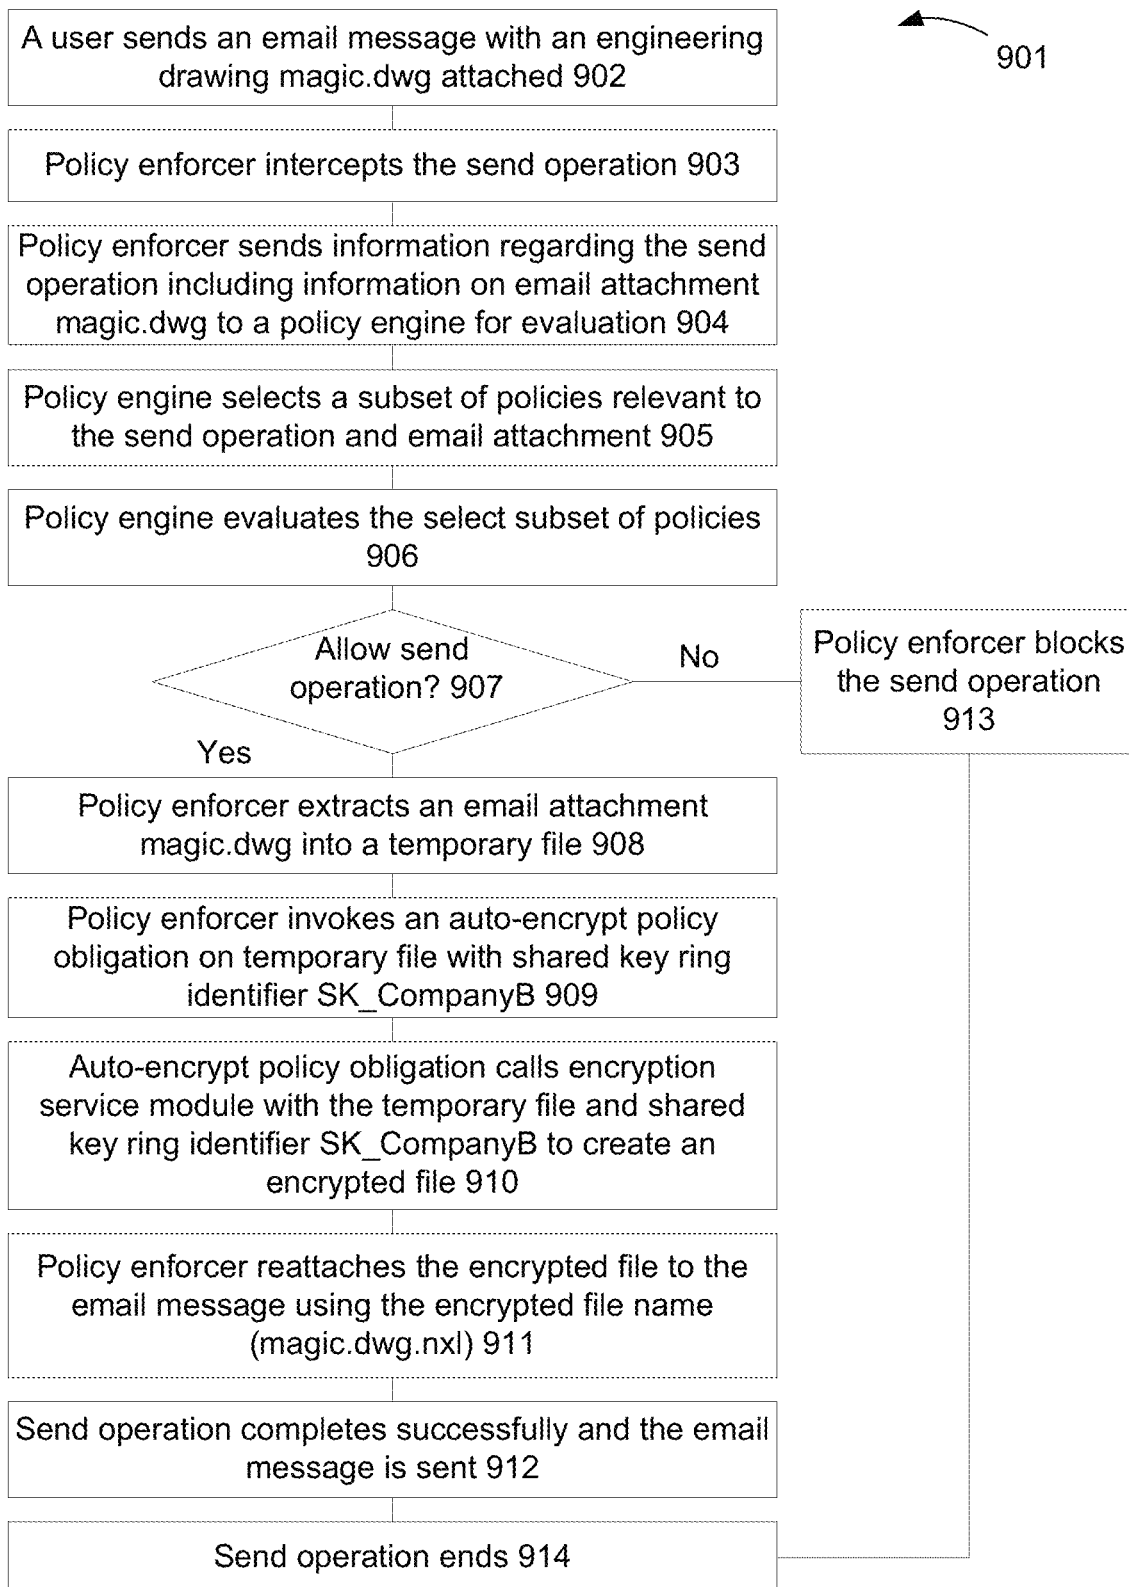 A user sends an email message with an engineering
drawing magic.dwg attached 902
901
Policy enforcer intercepts the send operation 903
Policy enforcer sends information regarding the send
operation including information on email attachment
magic.dwg to a policy engine for evaluation 904
Policy engine selects a subset of policies relevant to
the send operation and email attachment 905
Policy engine evaluates the select subset of policies
906
Allow send
operation? 907
No
Policy enforcer blocks
the send operation
913
Yes
Policy enforcer extracts an email attachment
magic.dwg into a temporary file 908
Policy enforcer invokes an auto-encrypt policy
obligation on temporary file with shared key ring
identifier SK_CompanyB 909
Auto-encrypt policy obligation calls encryption
service module with the temporary file and shared
key ring identifier SK_CompanyB to create an
encrypted file 910
Policy enforcer reattaches the encrypted file to the
email message using the encrypted file name
(magic.dwg.nxl) 911
Send operation completes successfully and the email
message is sent 912
Send operation ends 914